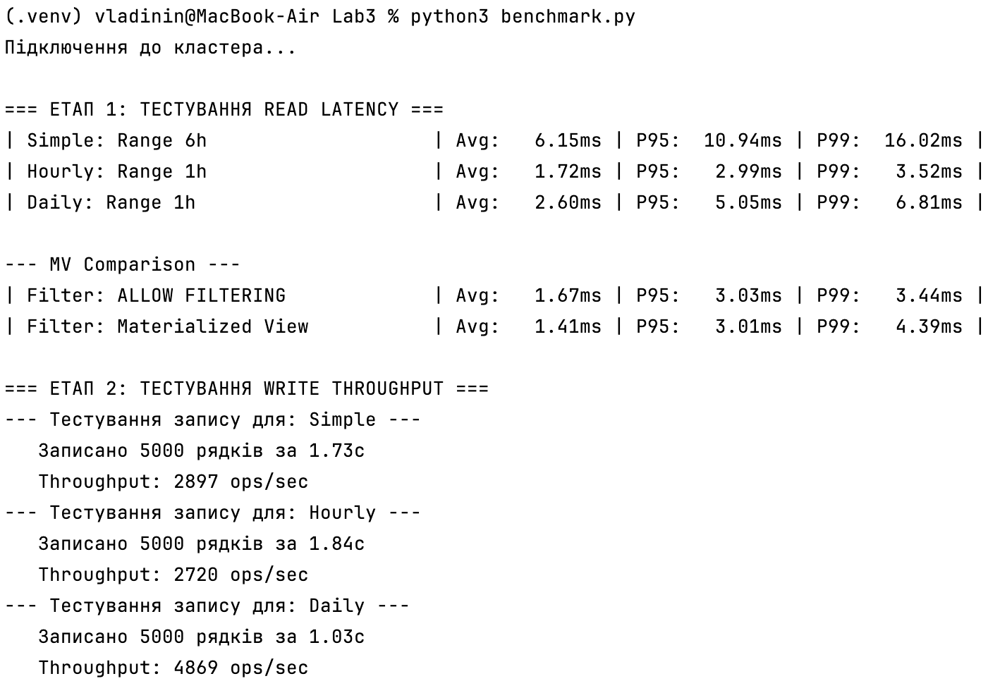 (.venv) vladinin@MacBook-Air Lab3 % python3 benchmark.py
Підключення до кластера...
=== ЕТАП 1: ТЕСТУВАННЯ READ LATENCY ===
| Simple: Range 6h | Avg: 6.15ms | P95: 10.94ms | P99: 16.02ms |
| Hourly: Range 1h | Avg: 1.72ms | P95: 2.99ms | P99: 3.52ms |
| Daily: Range 1h | Avg: 2.60ms | P95: 5.05ms | P99: 6.81ms |
--- MV Comparison ---
| Filter: ALLOW FILTERING | Avg: 1.67ms | P95: 3.03ms | P99: 3.44ms |
| Filter: Materialized View | Avg: 1.41ms | P95: 3.01ms | P99: 4.39ms |
=== ЕТАП 2: ТЕСТУВАННЯ WRITE THROUGHPUT ===
--- Тестування запису для: Simple ---
Записано 5000 рядків за 1.73с
Throughput: 2897 ops/sec
--- Тестування запису для: Hourly ---
Записано 5000 рядків за 1.84с
Throughput: 2720 ops/sec
--- Тестування запису для: Daily ---
Записано 5000 рядків за 1.03с
Throughput: 4869 ops/sec